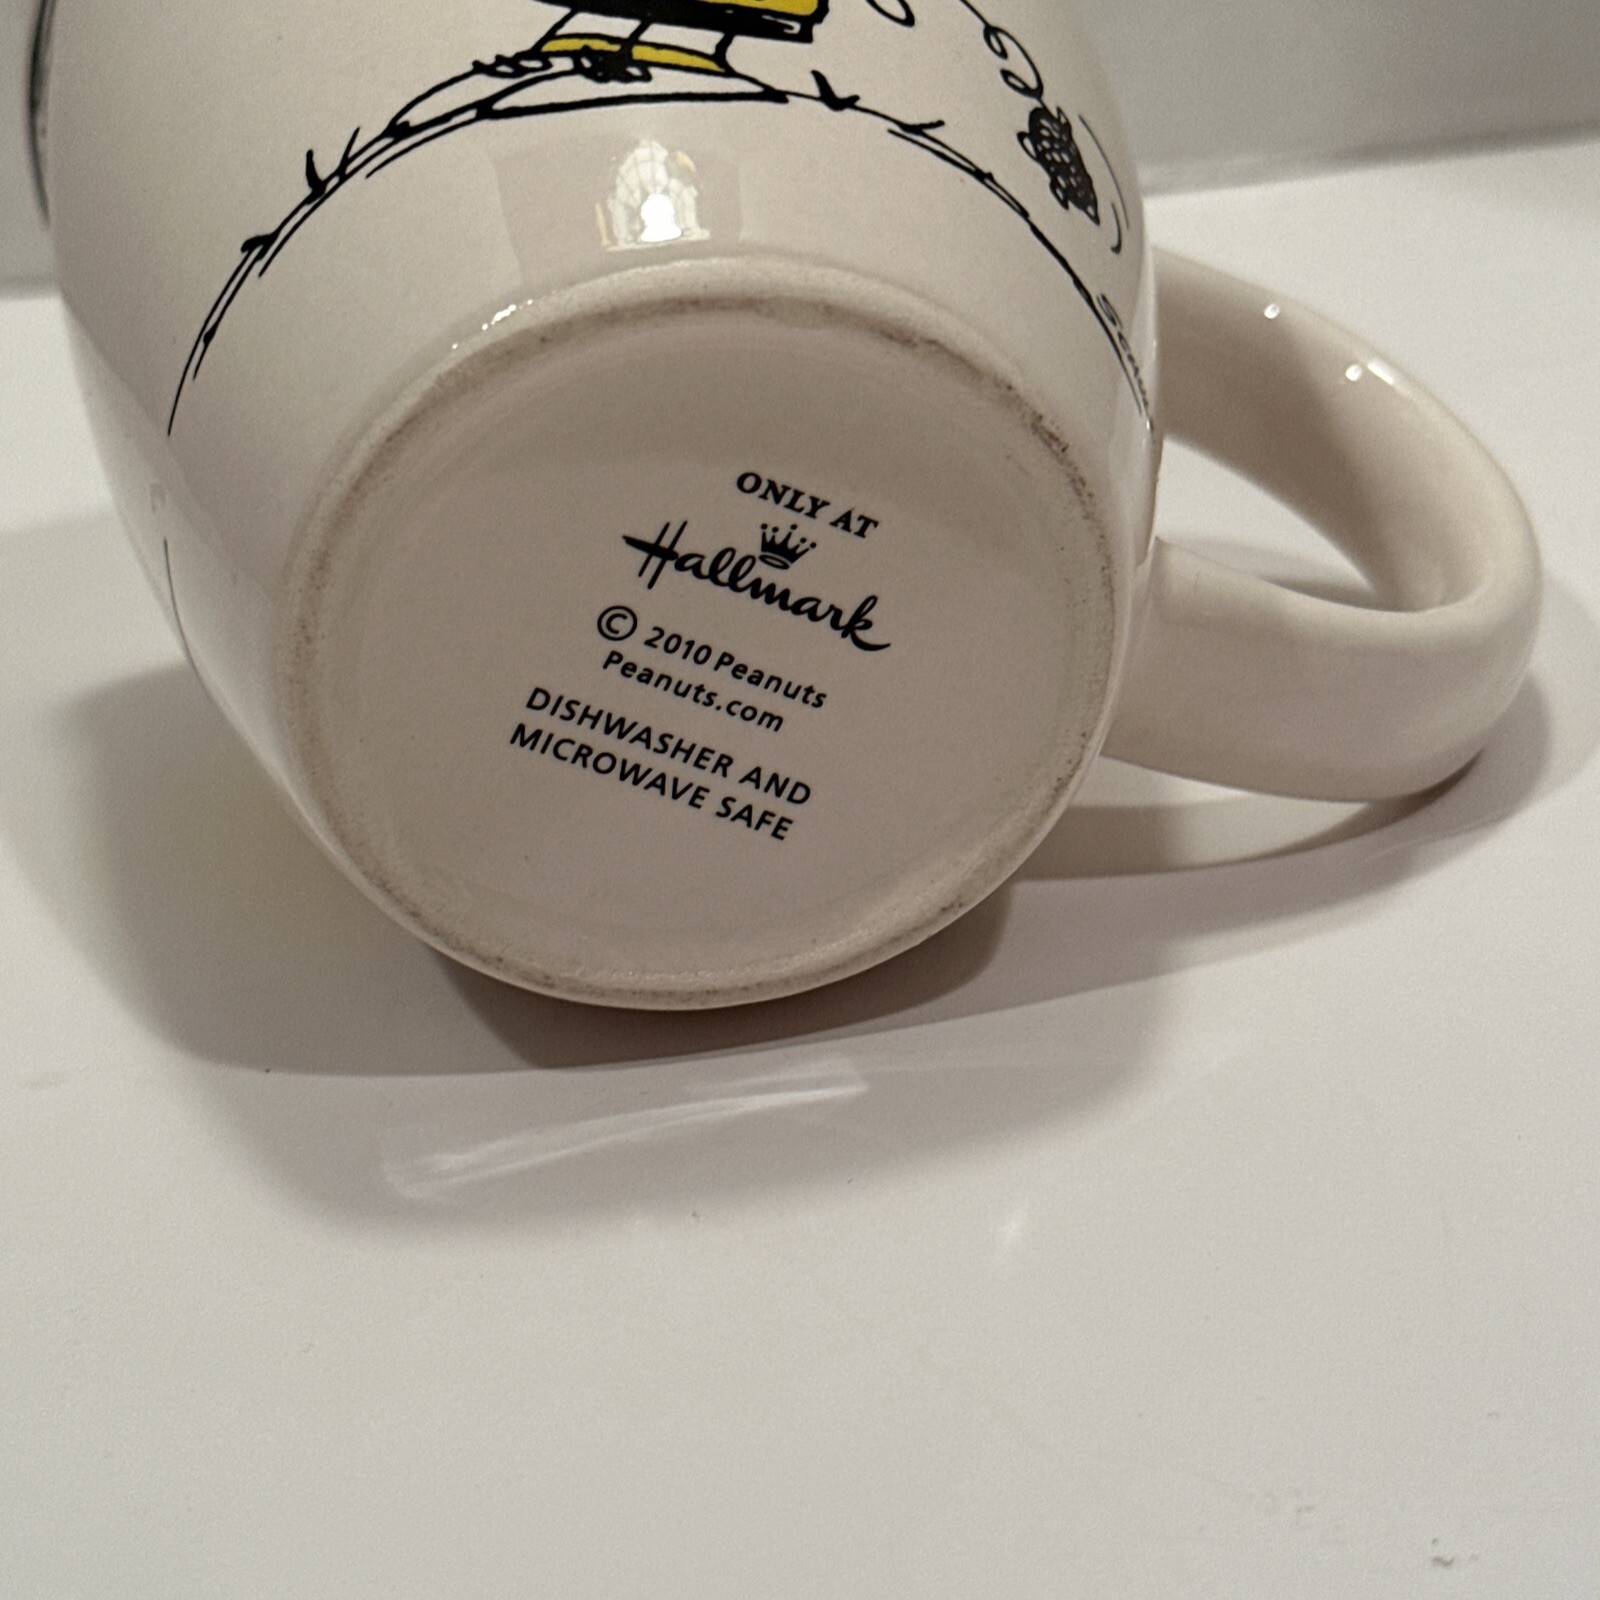 ONLY AT
Hallmark
© 2010 Peanuts
Peanuts.com
DISHWASHER AND
MICROWAVE SAFE